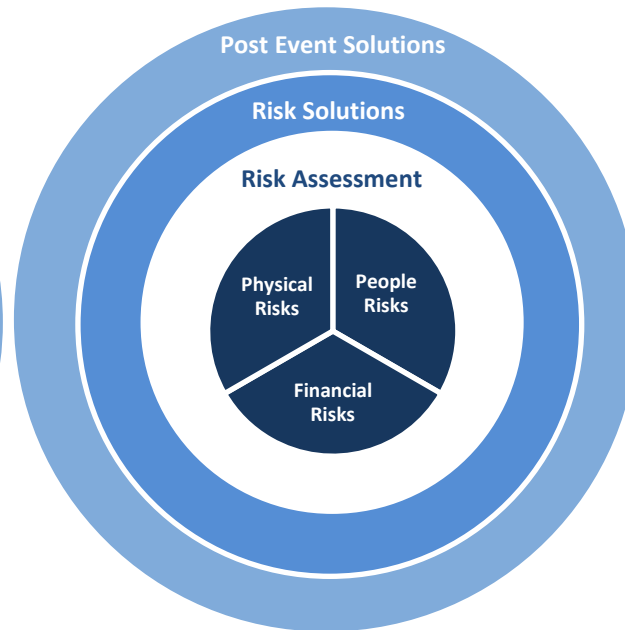 Post Event Solutions
Risk Solutions
Risk Assessment
Physical
Risks
People
Risks
Financial
Risks